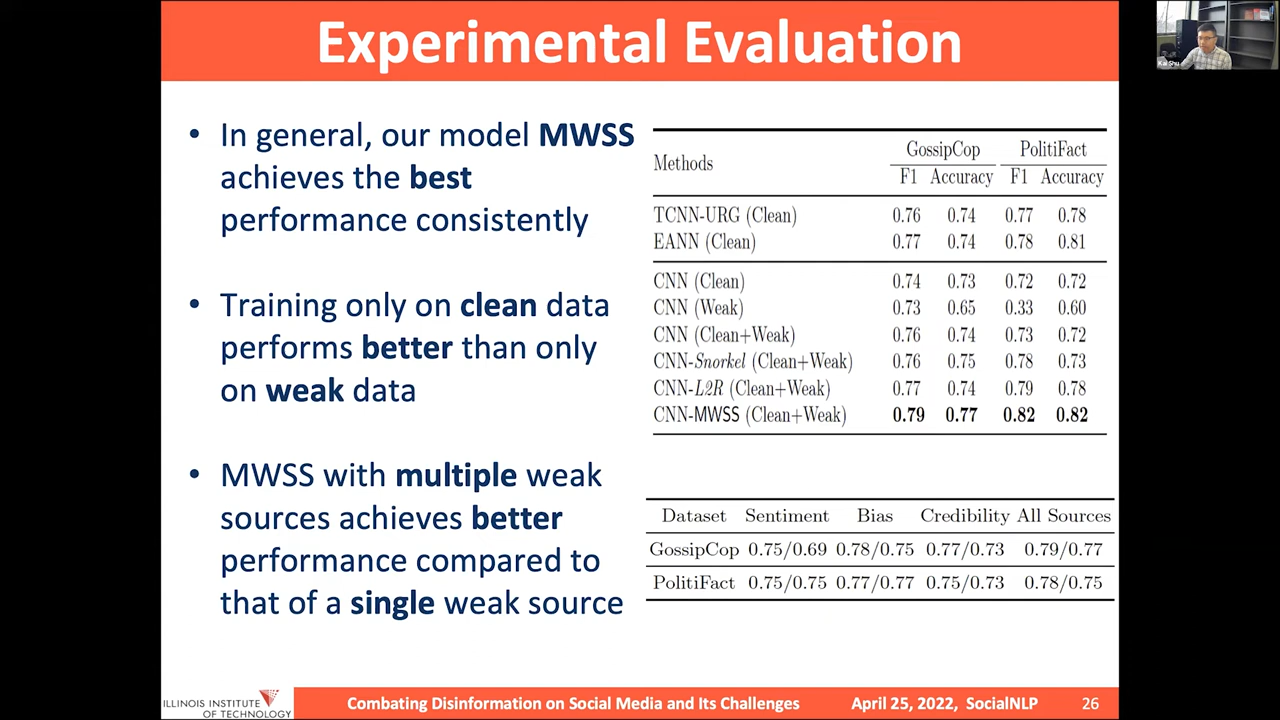 Experimental Evaluation
Kai Shu
• In general, our model MWSS
achieves the best
performance consistently
• Training only on clean data
performs better than only
on weak data
• MWSS with multiple weak
sources achieves better
performance compared to
that of a single weak source
Methods GossipCop PolitiFact
F1 Accuracy F1 Accuracy
TCNN-URG (Clean) 0.76 0.74 0.77 0.78
EANN (Clean) 0.77 0.74 0.78 0.81
CNN (Clean) 0.74 0.73 0.72 0.72
CNN (Weak) 0.73 0.65 0.33 0.60
CNN (Clean+Weak) 0.76 0.74 0.73 0.72
CNN-Snorkel (Clean+Weak) 0.76 0.75 0.78 0.73
CNN-L2R (Clean+Weak) 0.77 0.74 0.79 0.78
CNN-MWSS (Clean+Weak) 0.79 0.77 0.82 0.82
Dataset Sentiment Bias Credibility All Sources
GossipCop 0.75/0.69 0.78/0.75 0.77/0.73 0.79/0.77
PolitiFact 0.75/0.75 0.77/0.77 0.75/0.73 0.78/0.75
ILLINOIS INSTITUTE
OF TECHNOLOGY
Combating Disinformation on Social Media and Its Challenges April 25, 2022, SocialNLP 26